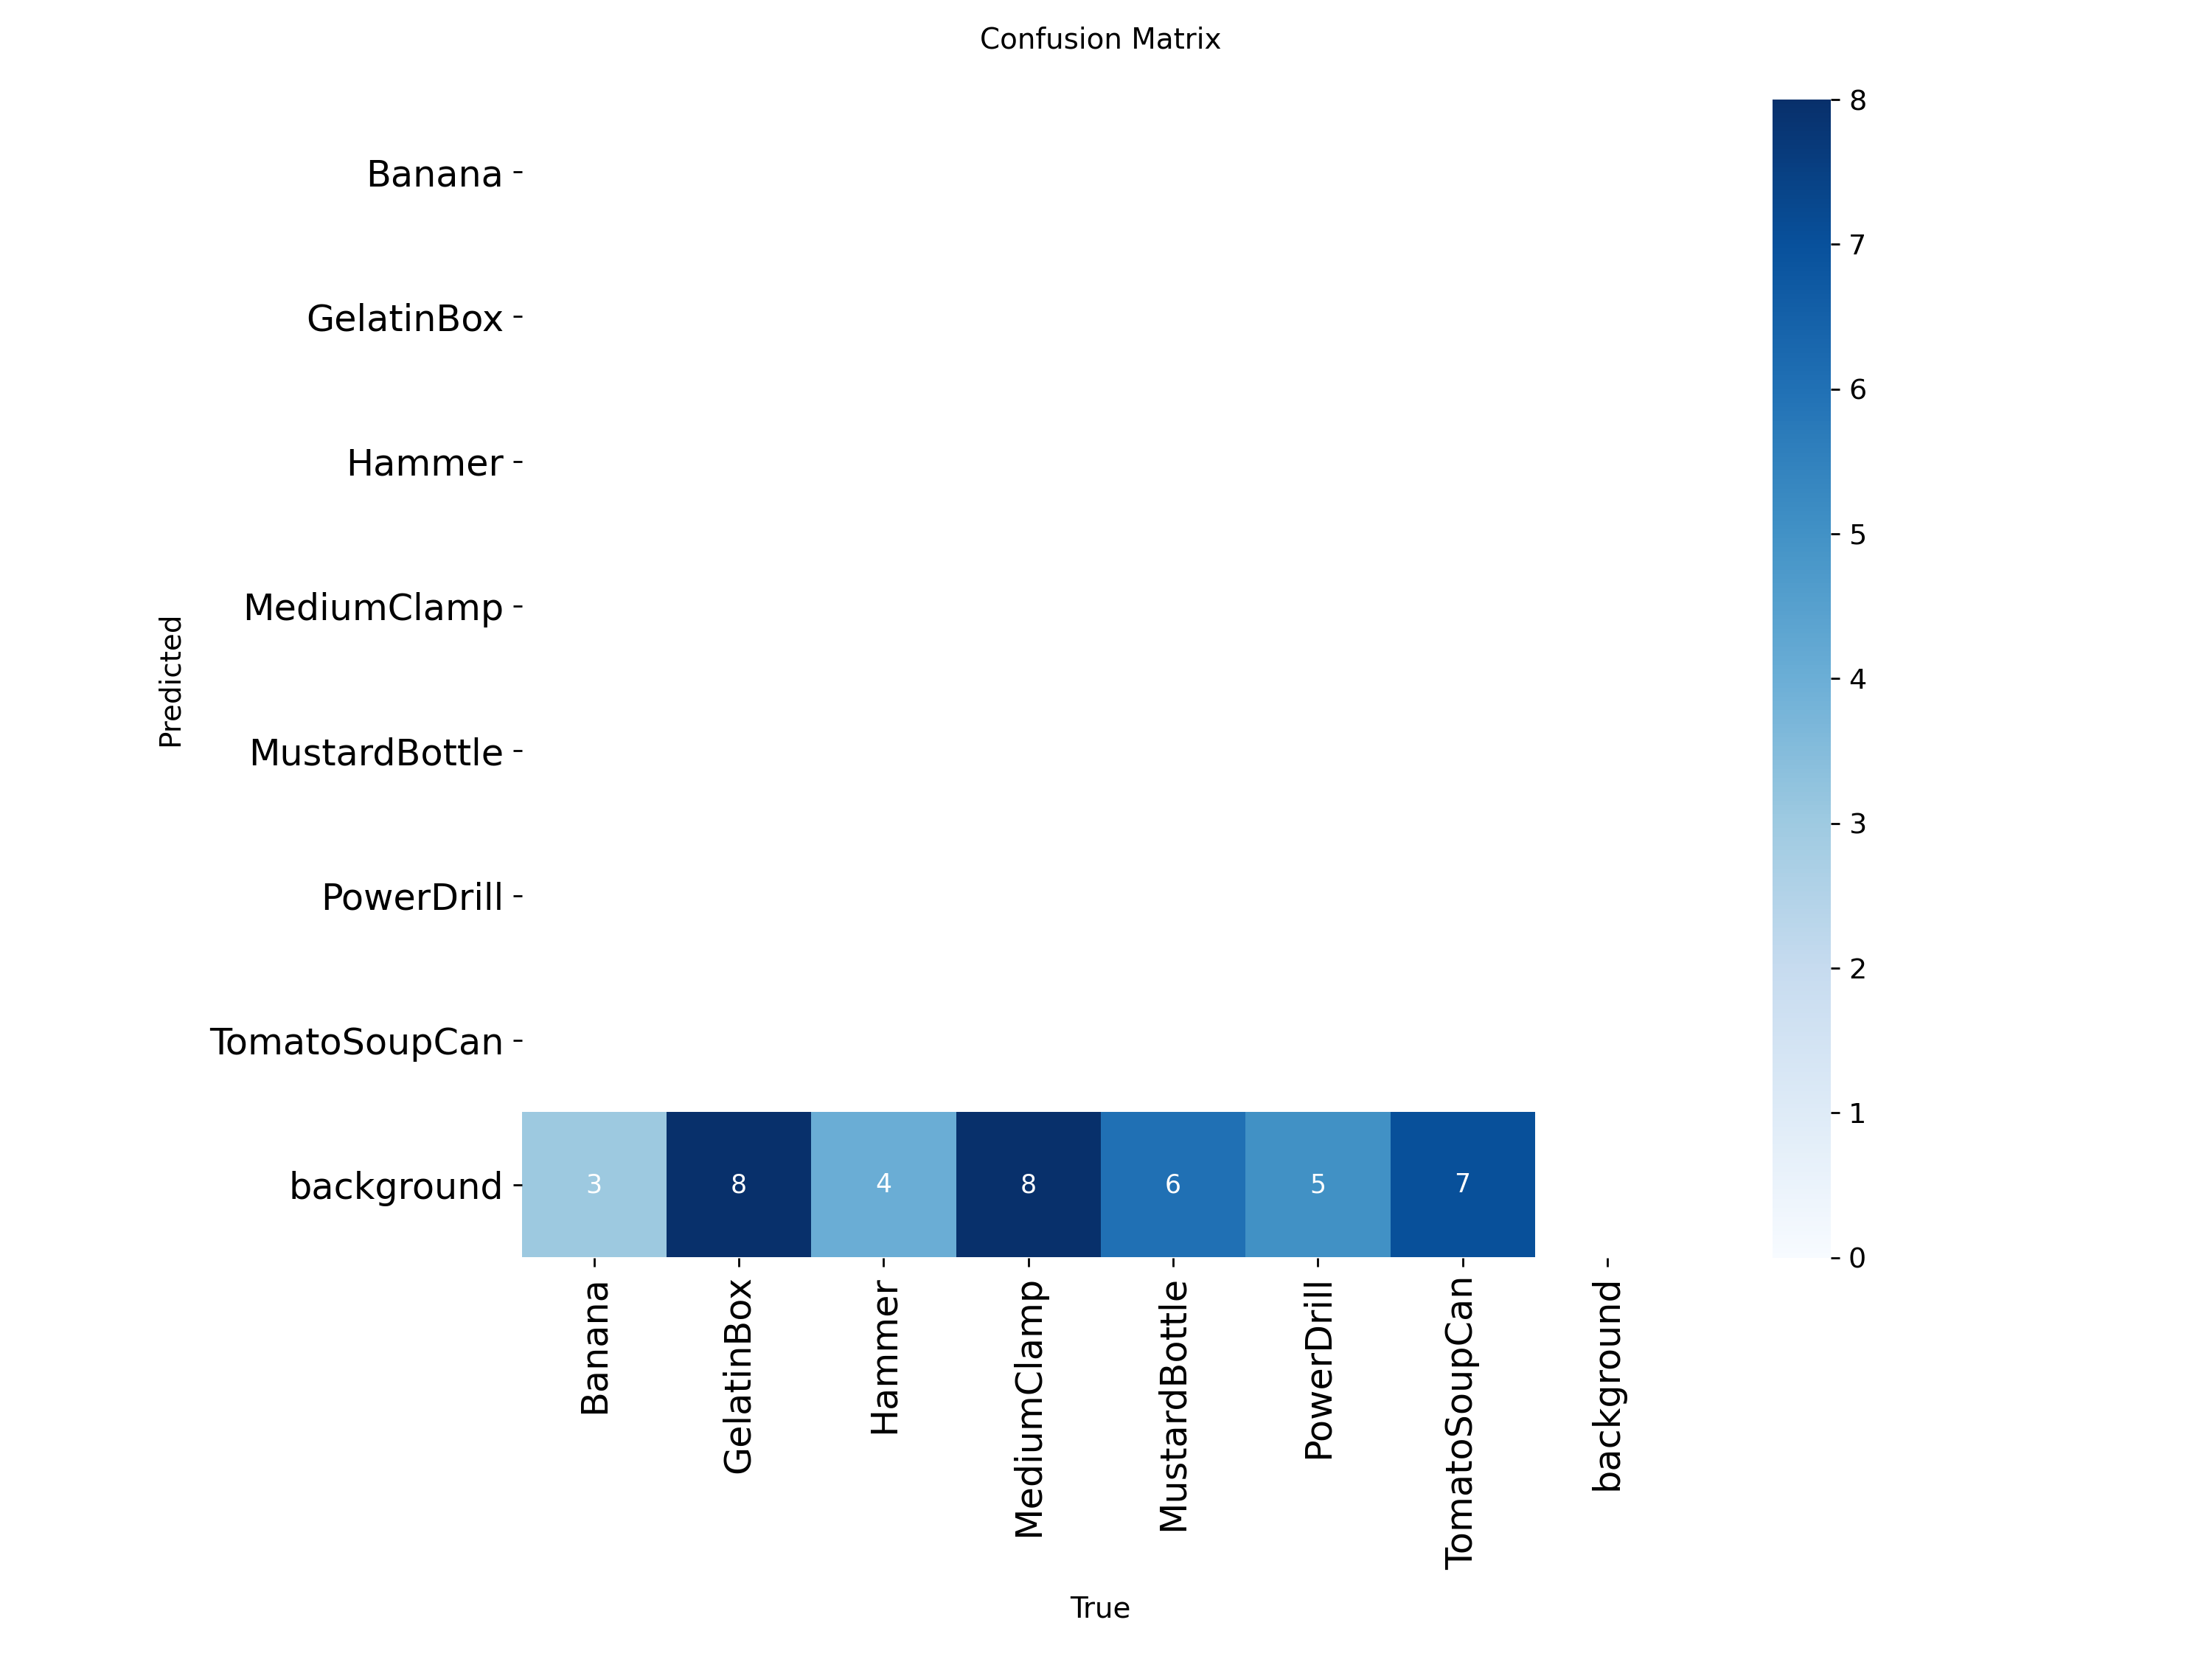 Confusion Matrix
Predicted
Banana
GelatinBox
Hammer
MediumClamp
MustardBottle
PowerDrill
TomatoSoupCan
background
3 8 4 8 6 5 7
Banana
GelatinBox
Hammer
MediumClamp
MustardBottle
PowerDrill
TomatoSoupCan
background
True
8
7
6
5
4
3
2
1
0